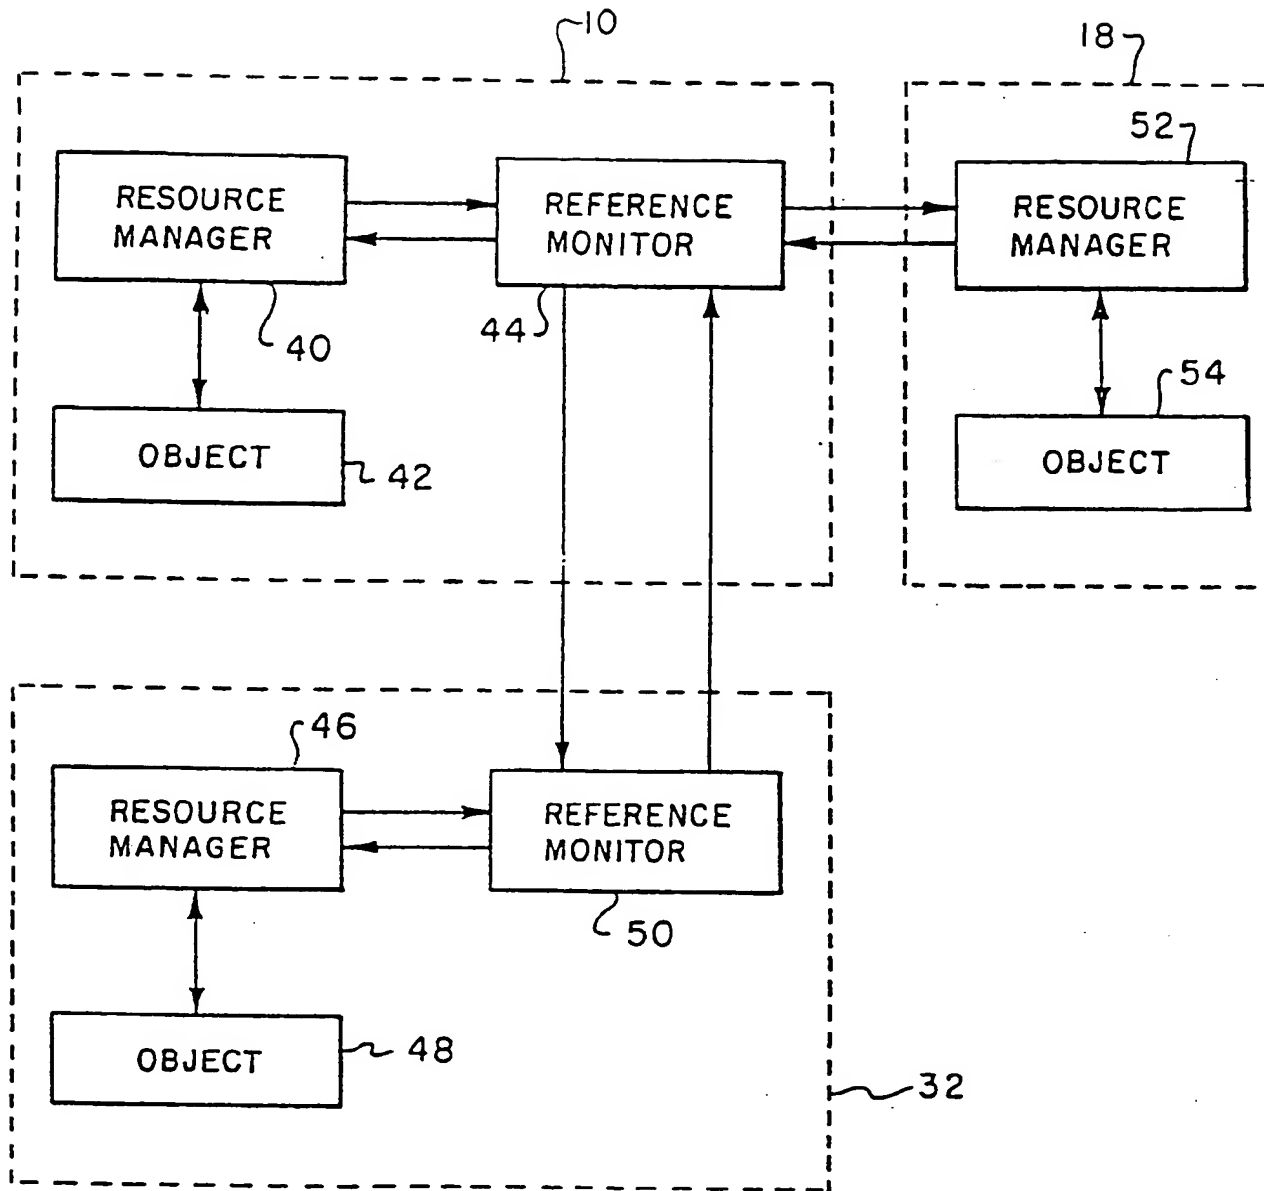 10
18
52
RESOURCE
MANAGER
REFERENCE
MONITOR
RESOURCE
MANAGER
40
44
54
OBJECT
42
OBJECT
46
RESOURCE
MANAGER
REFERENCE
MONITOR
50
OBJECT
48
32